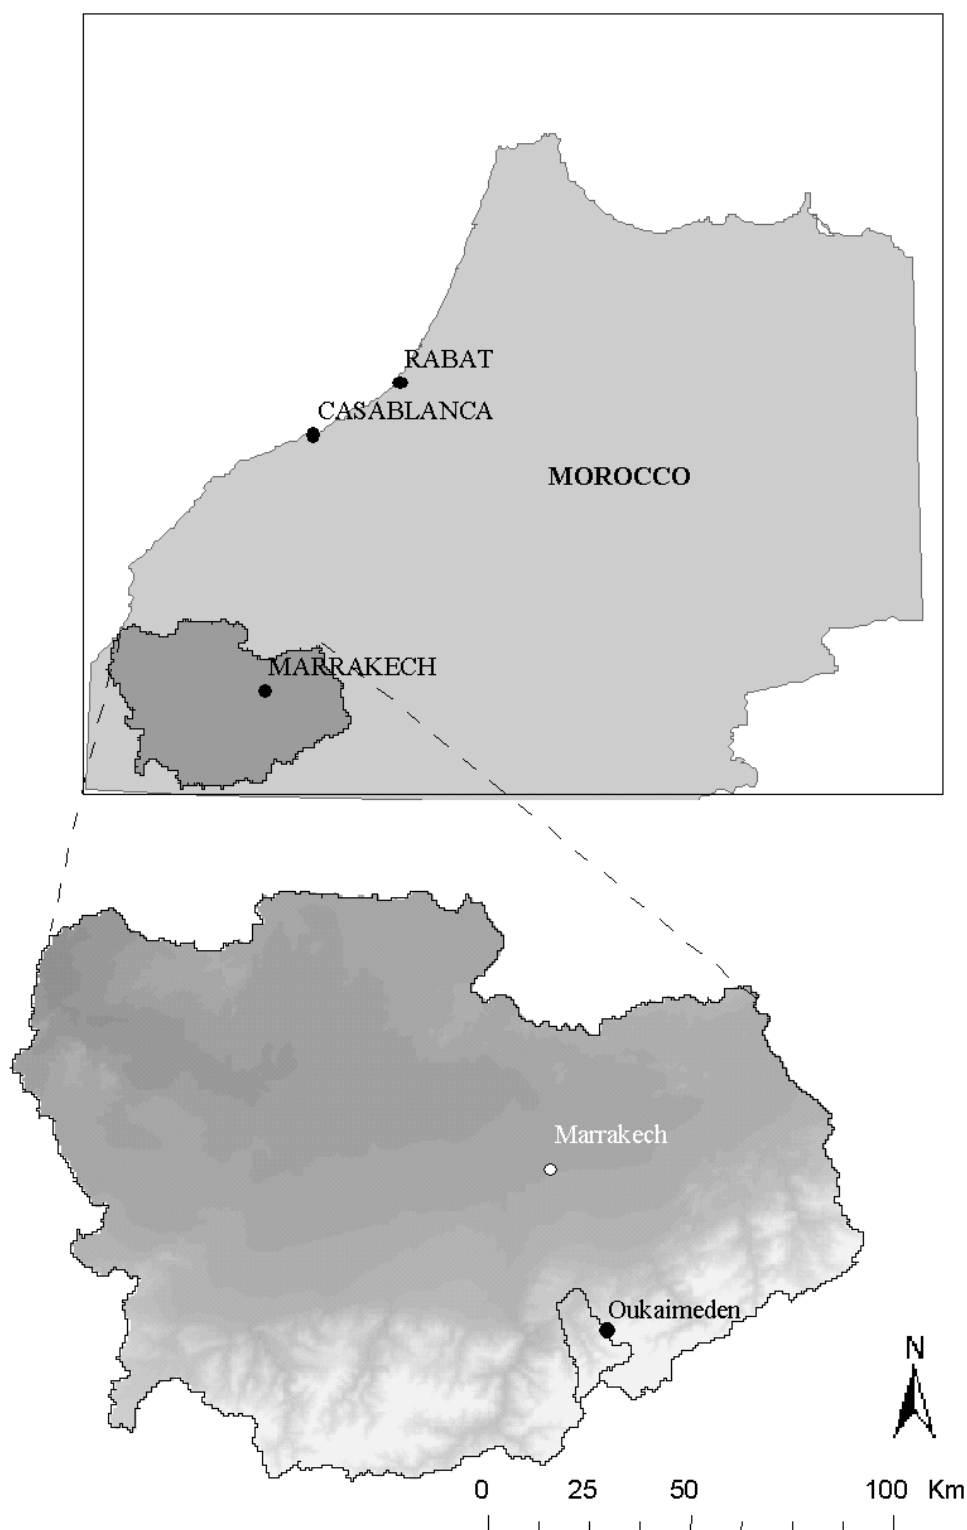 RABAT
CASABLANCA
MOROCCO
MARRAKECH
Marrakech
Oukaimeden
N
0 25 50 100 Km